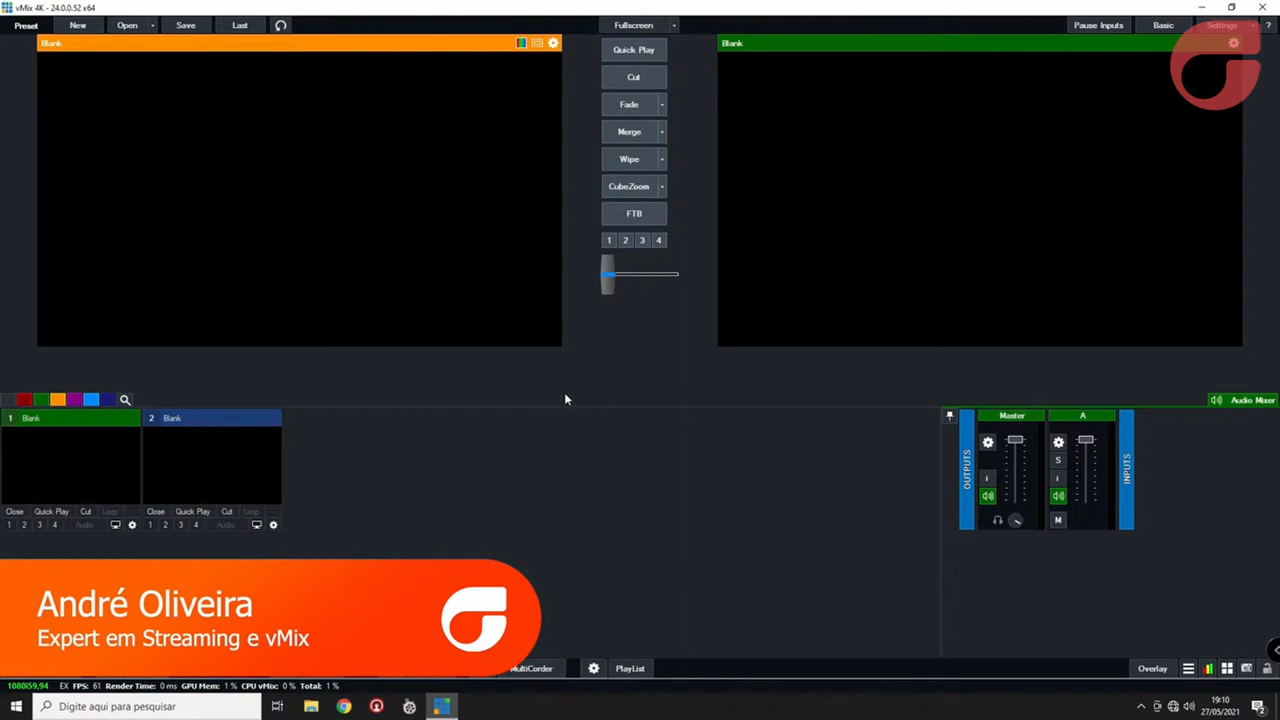 vMix 4K - 24.0.0.52 x64
Preset New Open Save Last Fullscreen Pause Inputs Basic Settings ?
Blank
Blank
Quick Play
Cut
Fade
Merge
Wipe
CubeZoom
FTB
1 2 3 4
Audio Mixer
1 Blank
2 Blank
Close Quick Play Cut Loop
Close Quick Play Cut Loop
1 2 3 4 Audio
1 2 3 4 Audio
Master A
OUTPUTS
INPUTS
S
i i
M
André Oliveira
Expert em Streaming e vMix
MultiCorder PlayList Overlay
1080i59,94 EX FPS: 61 Render Time: 0 ms GPU Mem: 1 % CPU vMix: 0 % Total: 1 %
Digite aqui para pesquisar
19:10
27/05/2021
2